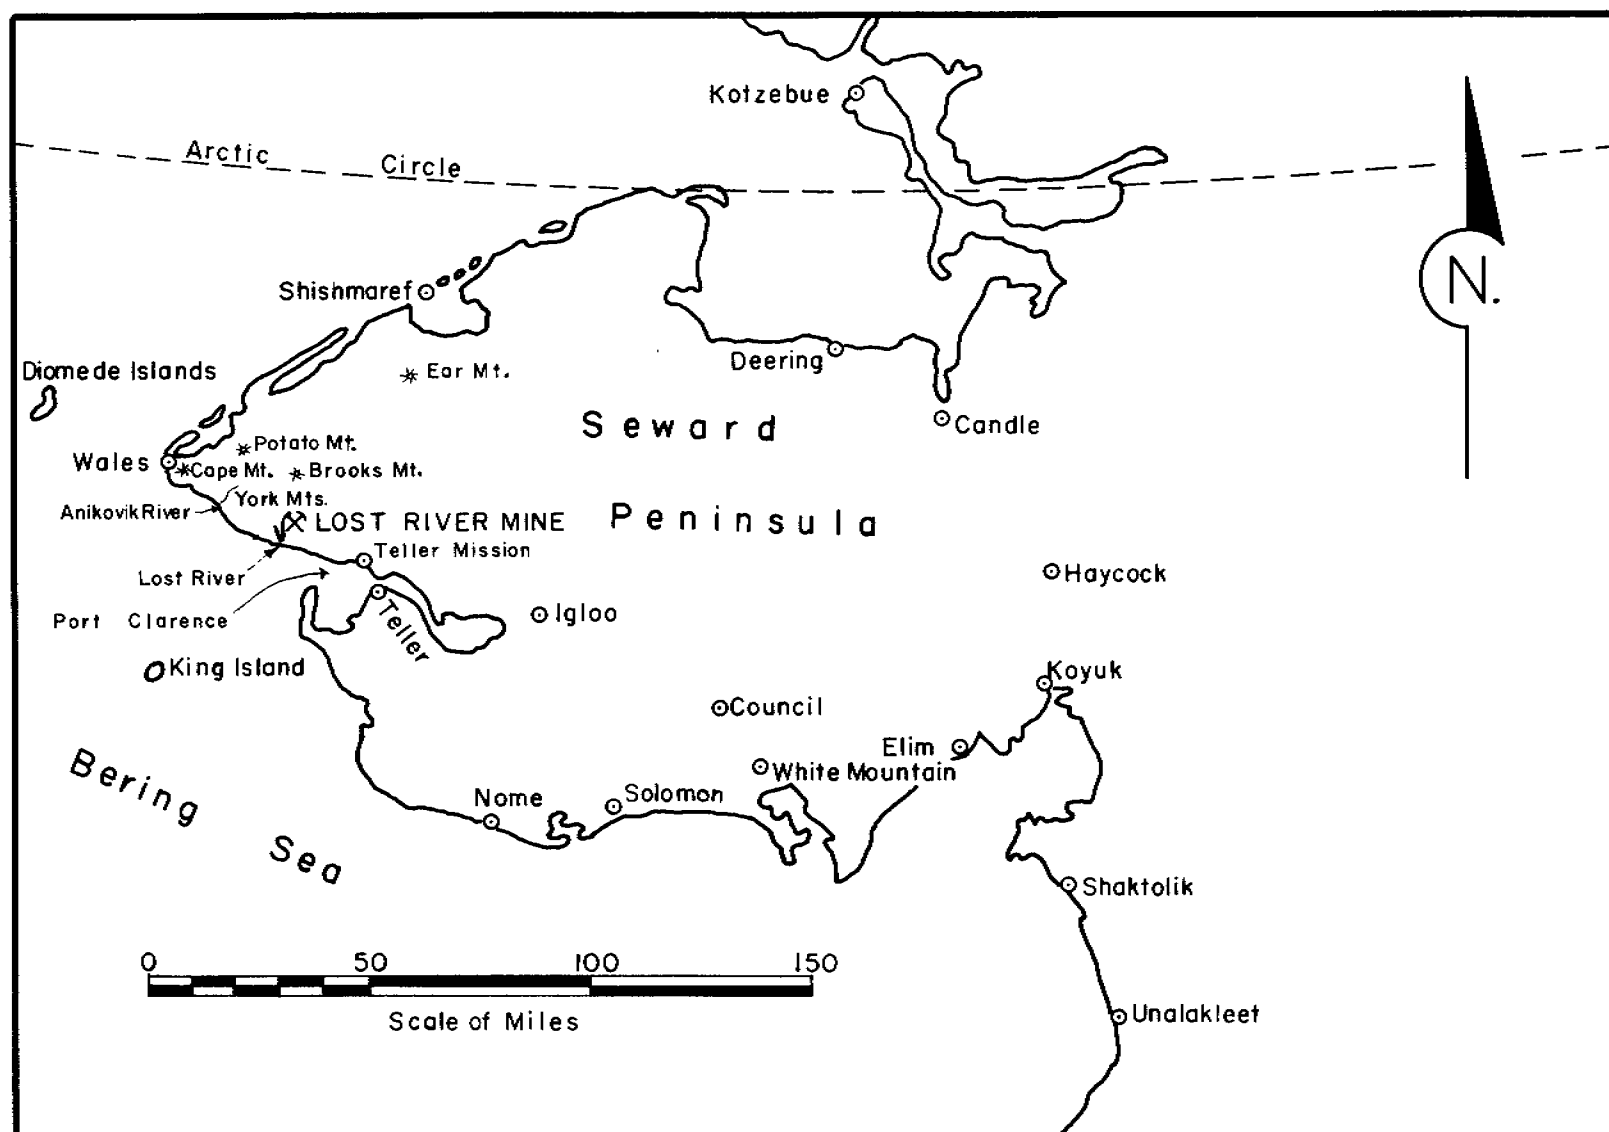 Kotzebue
Arctic Circle
Shishmaref
Diomede Islands
Ear Mt.
Deering
Seward
Candle
Potato Mt.
Wales
Cape Mt.
Brooks Mt.
York Mts.
Anikovik River
LOST RIVER MINE
Peninsula
Teller Mission
Lost River
Haycock
Port Clarence
Igloo
Teller
King Island
Koyuk
Council
Elim
White Mountain
Bering Sea
Nome
Solomon
Shaktolik
0 50 100 150
Scale of Miles
Unalakleet
N.